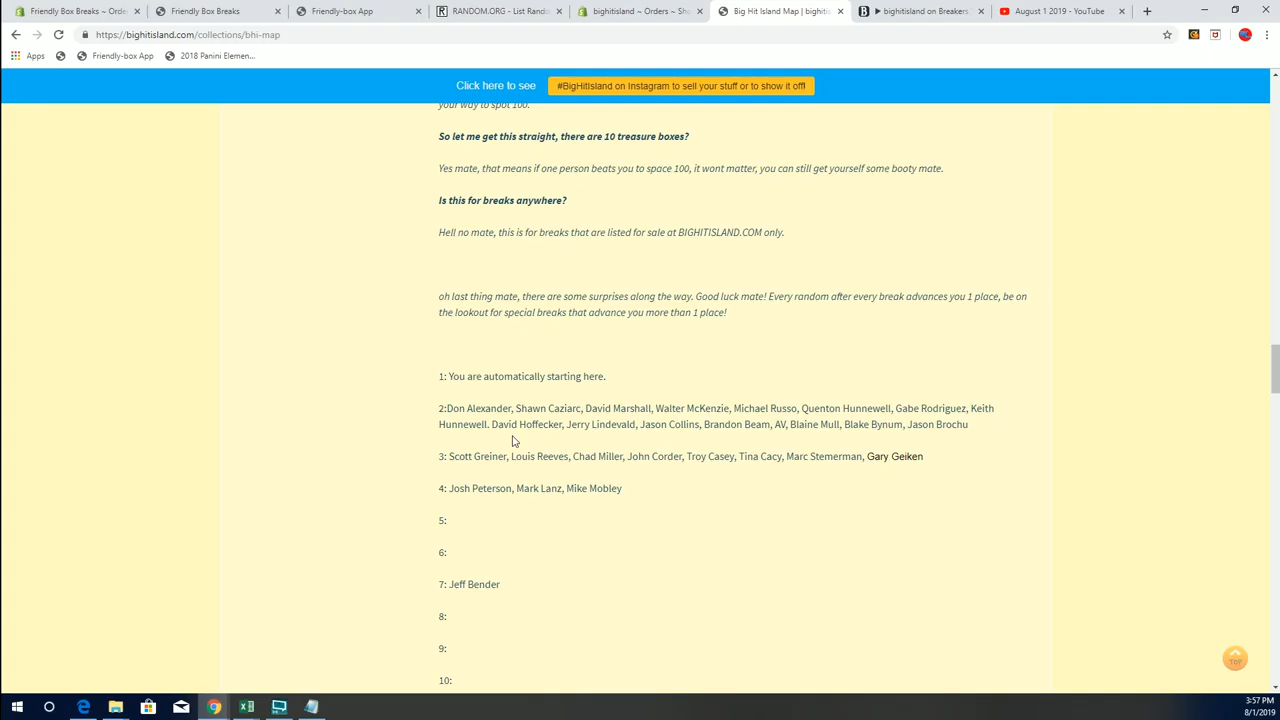 Friendly Box Breaks ~ Orde
Friendly Box Breaks
Friendly-box App
RANDOM.ORG - List Rando
bighitisland ~ Orders ~ Sh
Big Hit Island Map | bighiti
▶ bighitisland on Breakers.
August 1 2019 - YouTube
https://bighitisland.com/collections/bhi-map
Apps
Friendly-box App
2018 Panini Elemen...
Click here to see
#BigHitIsland on Instagram to sell your stuff or to show it off!
your way to spot 100.
So let me get this straight, there are 10 treasure boxes?
Yes mate, that means if one person beats you to space 100, it wont matter, you can still get yourself some booty mate.
Is this for breaks anywhere?
Hell no mate, this is for breaks that are listed for sale at BIGHITISLAND.COM only.
oh last thing mate, there are some surprises along the way. Good luck mate! Every random after every break advances you 1 place, be on
the lookout for special breaks that advance you more than 1 place!
1: You are automatically starting here.
2:Don Alexander, Shawn Caziarc, David Marshall, Walter McKenzie, Michael Russo, Quenton Hunnewell, Gabe Rodriguez, Keith
Hunnewell. David Hoffecker, Jerry Lindevald, Jason Collins, Brandon Beam, AV, Blaine Mull, Blake Bynum, Jason Brochu
3: Scott Greiner, Louis Reeves, Chad Miller, John Corder, Troy Casey, Tina Cacy, Marc Stemerman, Gary Geiken
4: Josh Peterson, Mark Lanz, Mike Mobley
5:
6:
7: Jeff Bender
8:
9:
10:
TOP
3:57 PM
8/1/2019